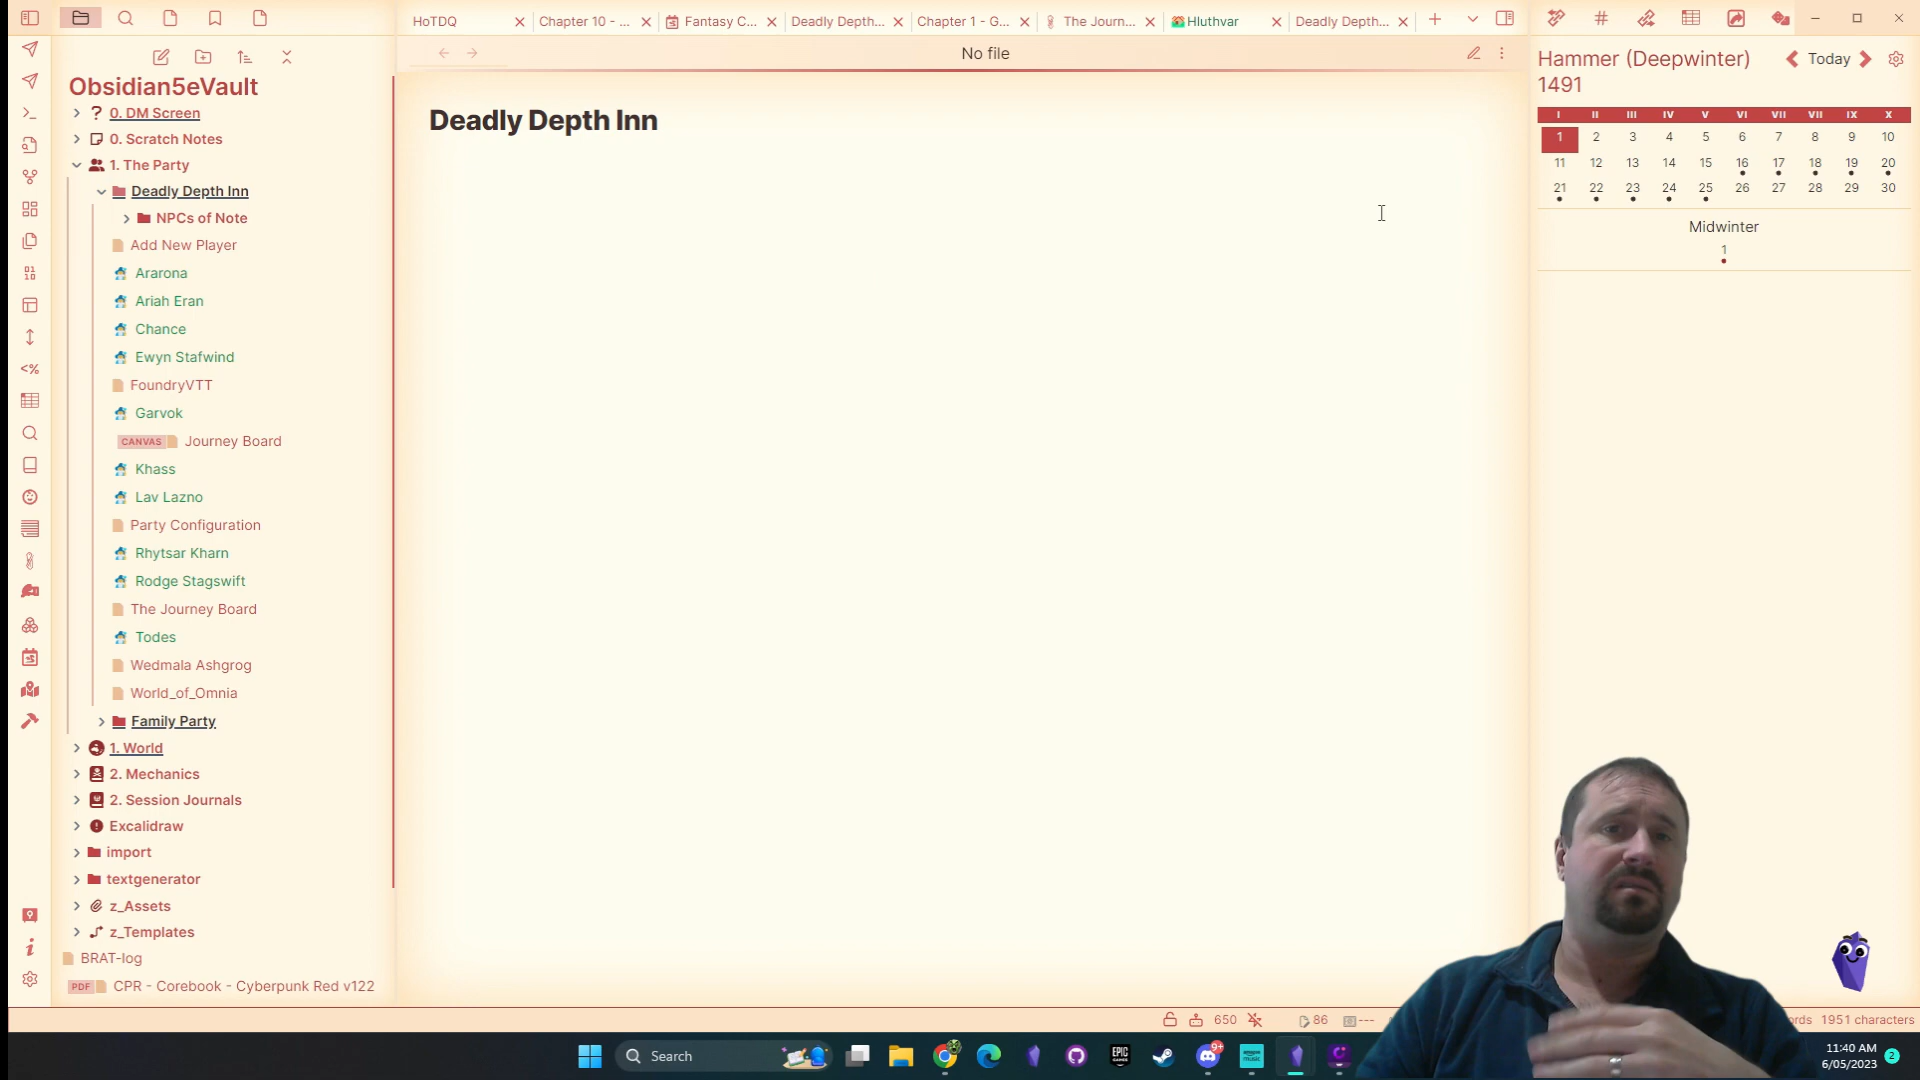 HoTDQ
Chapter 10 - ...
Fantasy C...
Deadly Depth...
Chapter 1 - G...
The Journ...
Hluthvar
Deadly Depth...
No file
Obsidian5eVault
0. DM Screen
0. Scratch Notes
1. The Party
Deadly Depth Inn
NPCs of Note
Add New Player
Ararona
Ariah Eran
Chance
Ewyn Stafwind
FoundryVTT
Garvok
CANVAS Journey Board
Khass
Lav Lazno
Party Configuration
Rhytsar Kharn
Rodge Stagswift
The Journey Board
Todes
Wedmala Ashgrog
World_of_Omnia
Family Party
1. World
2. Mechanics
2. Session Journals
Excalidraw
import
textgenerator
z_Assets
z_Templates
BRAT-log
PDF CPR - Corebook - Cyberpunk Red v122
Deadly Depth Inn
Hammer (Deepwinter)
1491
Today
I II III IV V VI VII VII IX X
1 2 3 4 5 6 7 8 9 10
11 12 13 14 15 16 17 18 19 20
21 22 23 24 25 26 27 28 29 30
Midwinter
1
650
86
---
1951 characters
Search
EPIC GAMES
9+
music
11:40 AM
6/05/2023
2